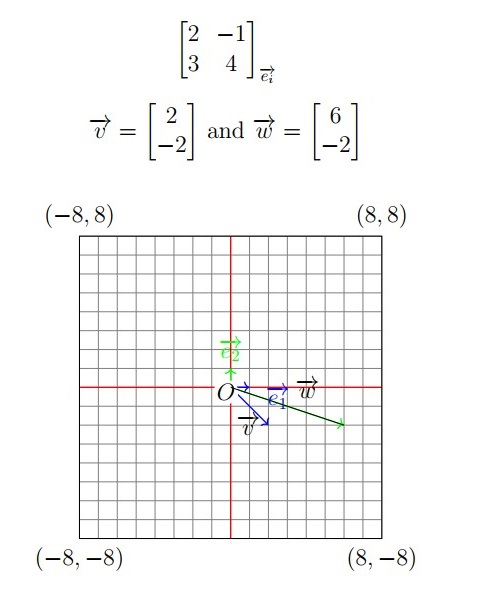 [2 −1
3 4]e⃗ᵢ
v⃗ = [2
−2] and w⃗ = [6
−2]
(−8, 8) (8, 8)
e⃗₂
O e⃗₁ w⃗
v⃗
(−8, −8) (8, −8)